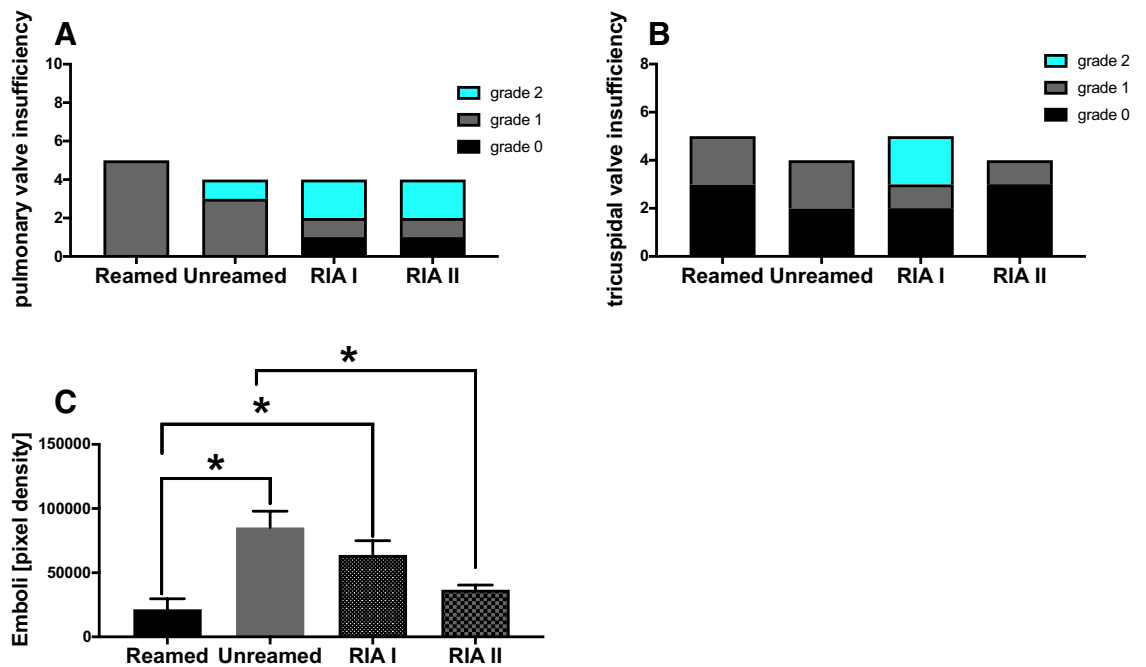 A
pulmonary valve insufficiency
10
8
6
4
2
0
grade 2
grade 1
grade 0
Reamed Unreamed RIA I RIA II
B
tricuspidal valve insufficiency
8
6
4
2
0
grade 2
grade 1
grade 0
Reamed Unreamed RIA I RIA II
C
Emboli [pixel density]
150000
100000
50000
0
*
*
*
Reamed Unreamed RIA I RIA II